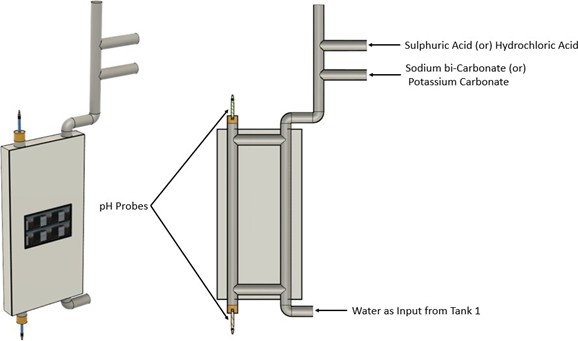 Sulphuric Acid (or) Hydrochloric Acid
Sodium bi-Carbonate (or)
Potassium Carbonate
pH Probes
Water as Input from Tank 1